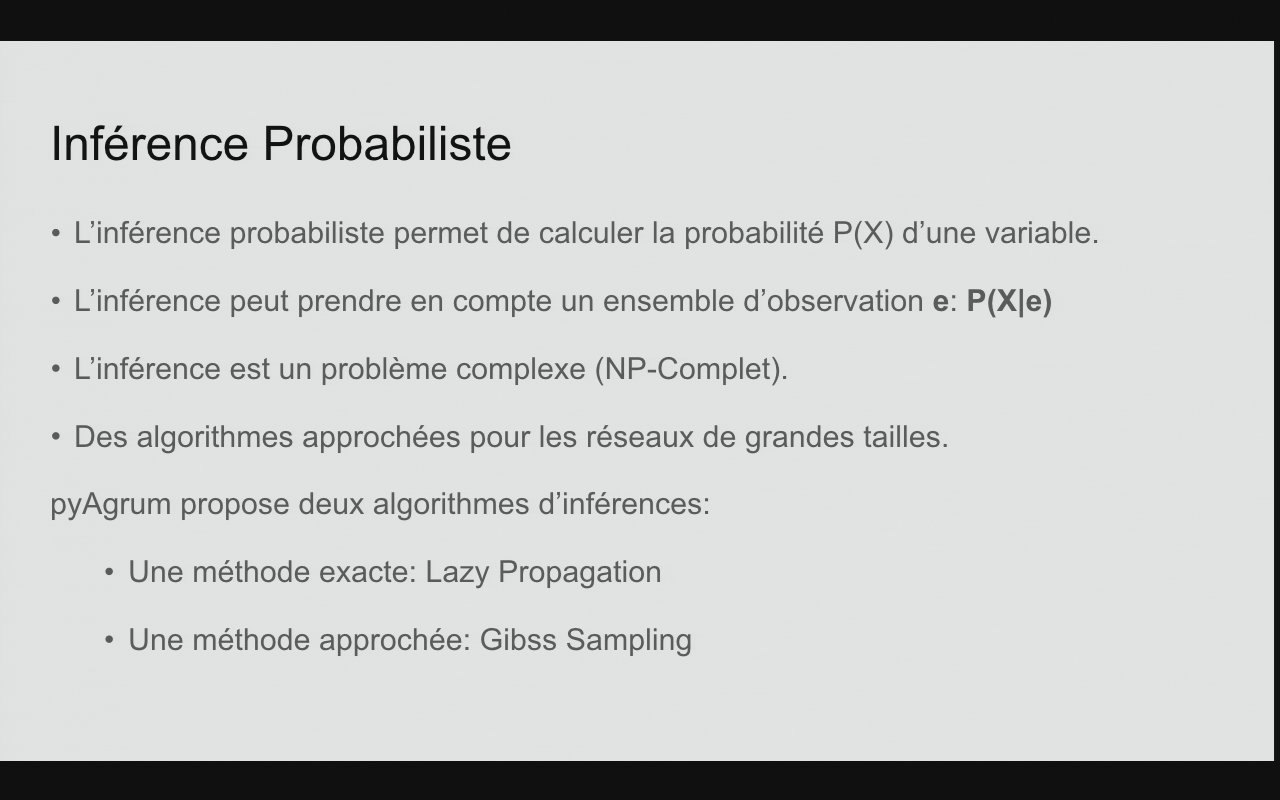 Inférence Probabiliste
• L’inférence probabiliste permet de calculer la probabilité P(X) d’une variable.
• L’inférence peut prendre en compte un ensemble d’observation e: P(X|e)
• L’inférence est un problème complexe (NP-Complet).
• Des algorithmes approchées pour les réseaux de grandes tailles.
pyAgrum propose deux algorithmes d’inférences:
• Une méthode exacte: Lazy Propagation
• Une méthode approchée: Gibss Sampling